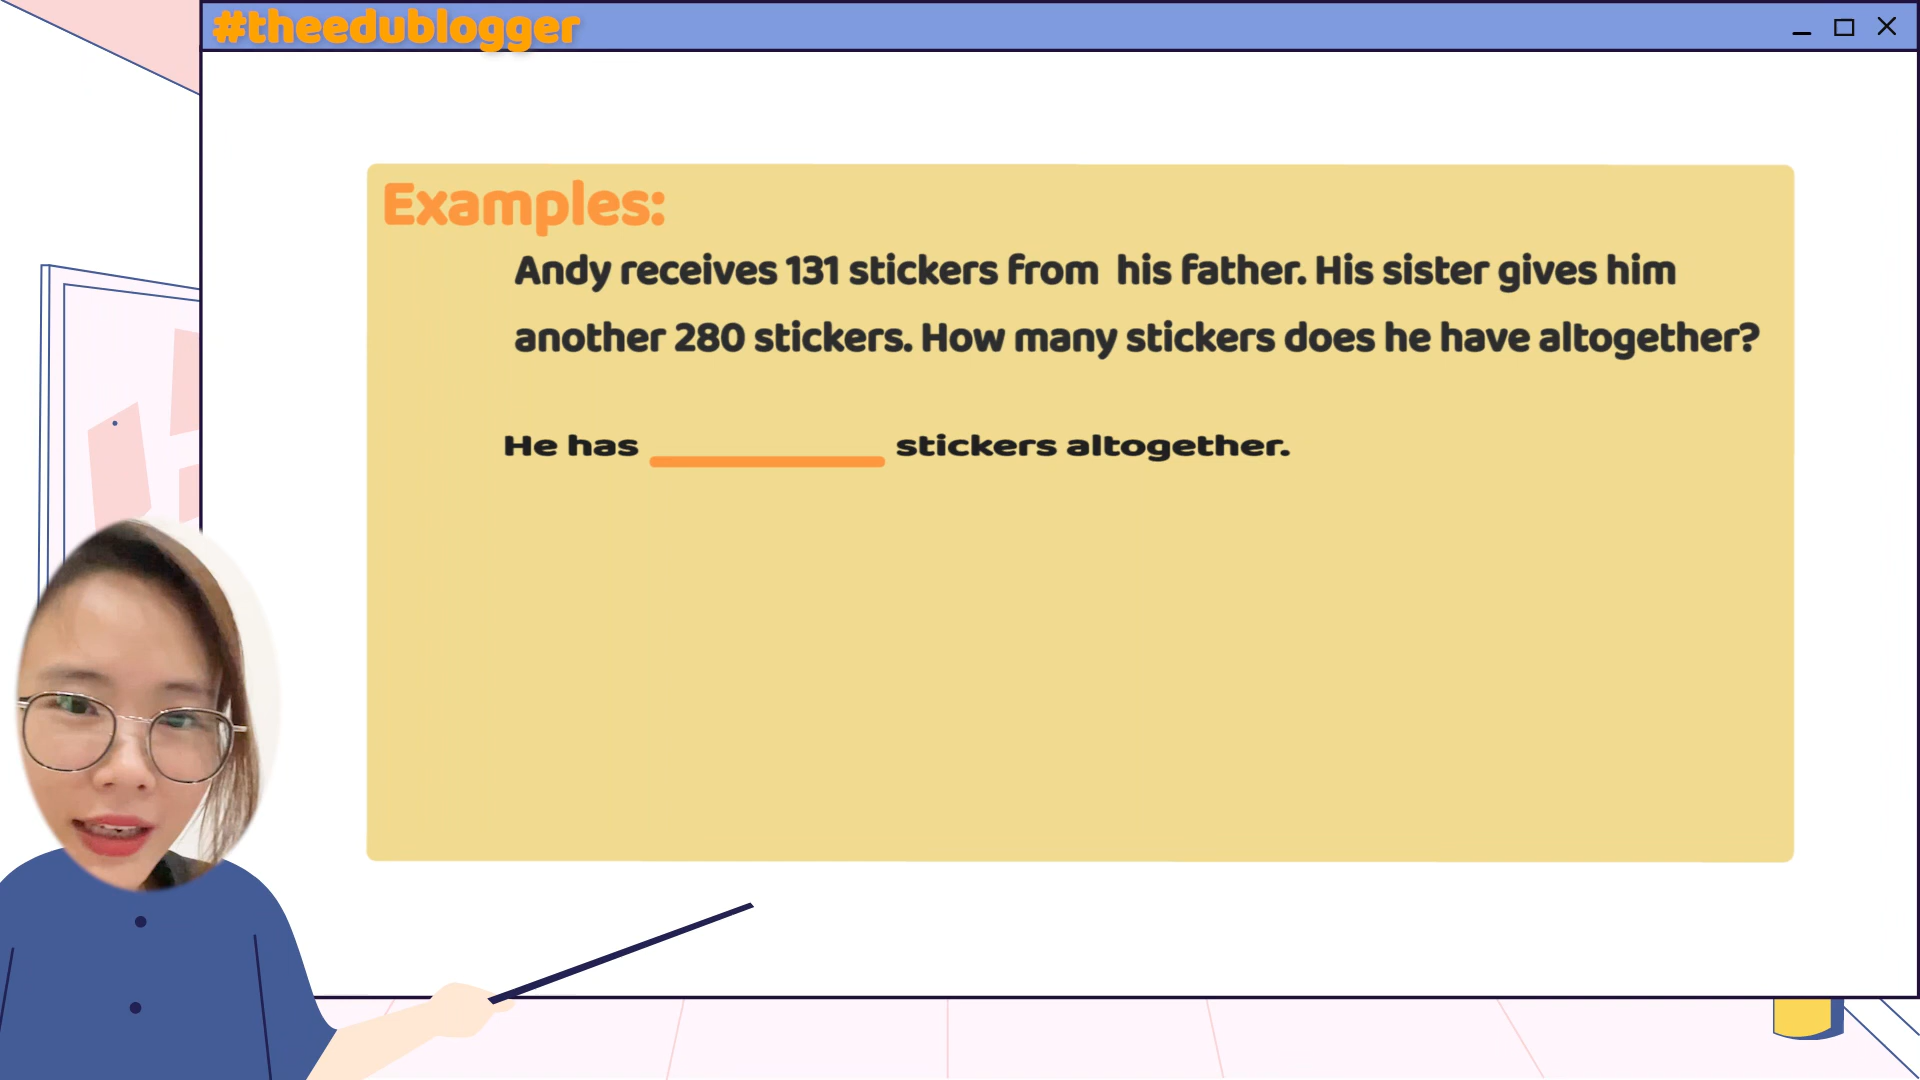 #theedublogger
Examples:
Andy receives 131 stickers from his father. His sister gives him
another 280 stickers. How many stickers does he have altogether?
He has ________ stickers altogether.